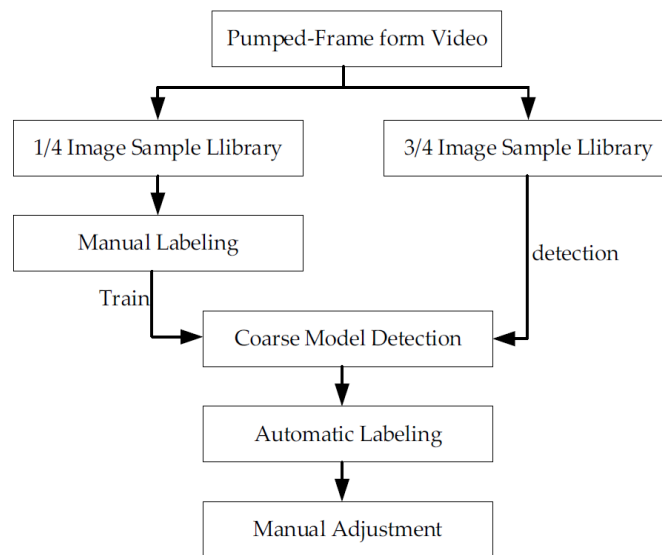 Pumped-Frame form Video
1/4 Image Sample Llibrary
3/4 Image Sample Llibrary
Manual Labeling
detection
Train
Coarse Model Detection
Automatic Labeling
Manual Adjustment